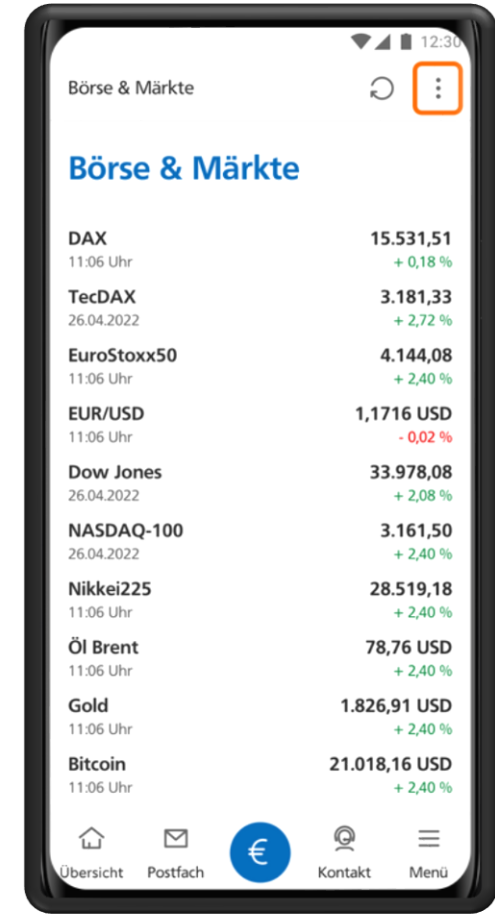 12:30
Börse & Märkte
Börse & Märkte
DAX 15.531,51
11:06 Uhr + 0,18 %
TecDAX 3.181,33
26.04.2022 + 2,72 %
EuroStoxx50 4.144,08
11:06 Uhr + 2,40 %
EUR/USD 1,1716 USD
11:06 Uhr - 0,02 %
Dow Jones 33.978,08
26.04.2022 + 2,08 %
NASDAQ-100 3.161,50
26.04.2022 + 2,40 %
Nikkei225 28.519,18
11:06 Uhr + 2,40 %
Öl Brent 78,76 USD
11:06 Uhr + 2,40 %
Gold 1.826,91 USD
11:06 Uhr + 2,40 %
Bitcoin 21.018,16 USD
11:06 Uhr + 2,40 %
€
Übersicht Postfach Kontakt Menü